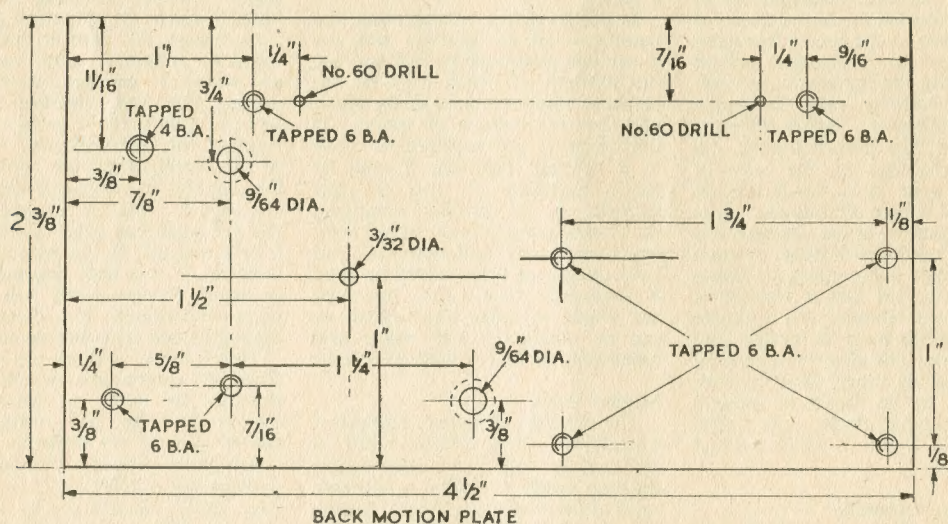 1"
1/4"
7/16"
1/4"
9/16"
11/16"
3/4"
No.60 DRILL
TAPPED
4 B.A.
TAPPED 6 B.A.
No.60 DRILL
TAPPED 6 B.A.
3/8"
7/8"
9/64 DIA.
2 3/8"
1 3/4"
1/8"
3/32 DIA.
1 1/2"
1"
9/64" DIA.
TAPPED 6 B.A.
1"
1/4"
5/8"
1 1/4"
3/8"
TAPPED
6 B.A.
7/16"
3/8"
1/8"
4 1/2"
BACK MOTION PLATE